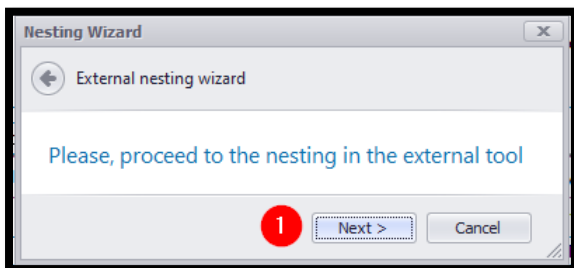 Nesting Wizard
External nesting wizard
Please, proceed to the nesting in the external tool
1 Next > Cancel